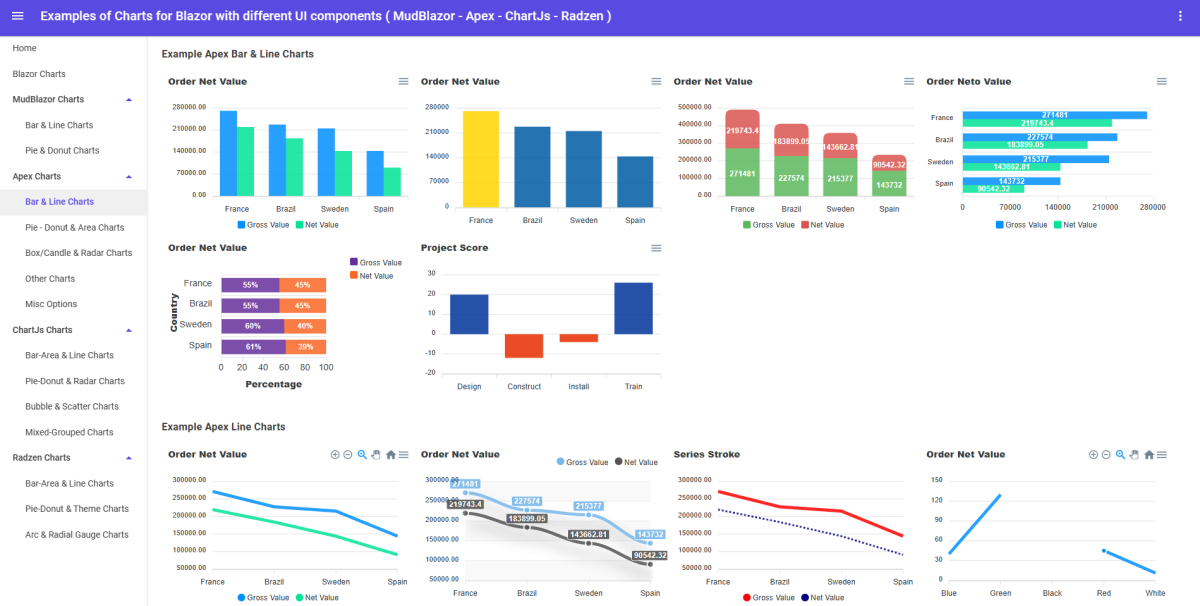 Examples of Charts for Blazor with different UI components ( MudBlazor - Apex - ChartJs - Radzen )
Home
Blazor Charts
MudBlazor Charts
Bar & Line Charts
Pie & Donut Charts
Apex Charts
Bar & Line Charts
Pie - Donut & Area Charts
Box/Candle & Radar Charts
Other Charts
Misc Options
ChartJs Charts
Bar-Area & Line Charts
Pie-Donut & Radar Charts
Bubble & Scatter Charts
Mixed-Grouped Charts
Radzen Charts
Bar-Area & Line Charts
Pie-Donut & Theme Charts
Arc & Radial Gauge Charts
Example Apex Bar & Line Charts
Order Net Value
280000.00
210000.00
140000.00
70000.00
0.00
France Brazil Sweden Spain
Gross Value Net Value
Order Net Value
280000
210000
140000
70000
0
France Brazil Sweden Spain
Order Net Value
500000.00
400000.00
300000.00
200000.00
100000.00
0.00
219743.4 183899.05 143662.81 90542.32
271481 227574 215377 143732
France Brazil Sweden Spain
Gross Value Net Value
Order Neto Value
France 271481
219743.4
Brazil 227574
183899.05
Sweden 215377
143662.81
Spain 143732
90542.32
0 70000 140000 210000 280000
Gross Value Net Value
Order Net Value
Gross Value
Net Value
Country
France 55% 45%
Brazil 55% 45%
Sweden 60% 40%
Spain 61% 39%
0 20 40 60 80 100
Percentage
Project Score
30
20
10
0
-10
-20
Design Construct Install Train
Example Apex Line Charts
Order Net Value
300000.00
250000.00
200000.00
150000.00
100000.00
50000.00
France Brazil Sweden Spain
Gross Value Net Value
Order Net Value
Gross Value Net Value
300000.00
250000.00
200000.00
150000.00
100000.00
50000.00
271481 227574 215377 143732
219743.4 183899.05 143662.81 90542.32
France Brazil Sweden Spain
Series Stroke
300000.00
250000.00
200000.00
150000.00
100000.00
50000.00
France Brazil Sweden Spain
Gross Value Net Value
Order Net Value
150
120
90
60
30
0
Blue Green Black Red White